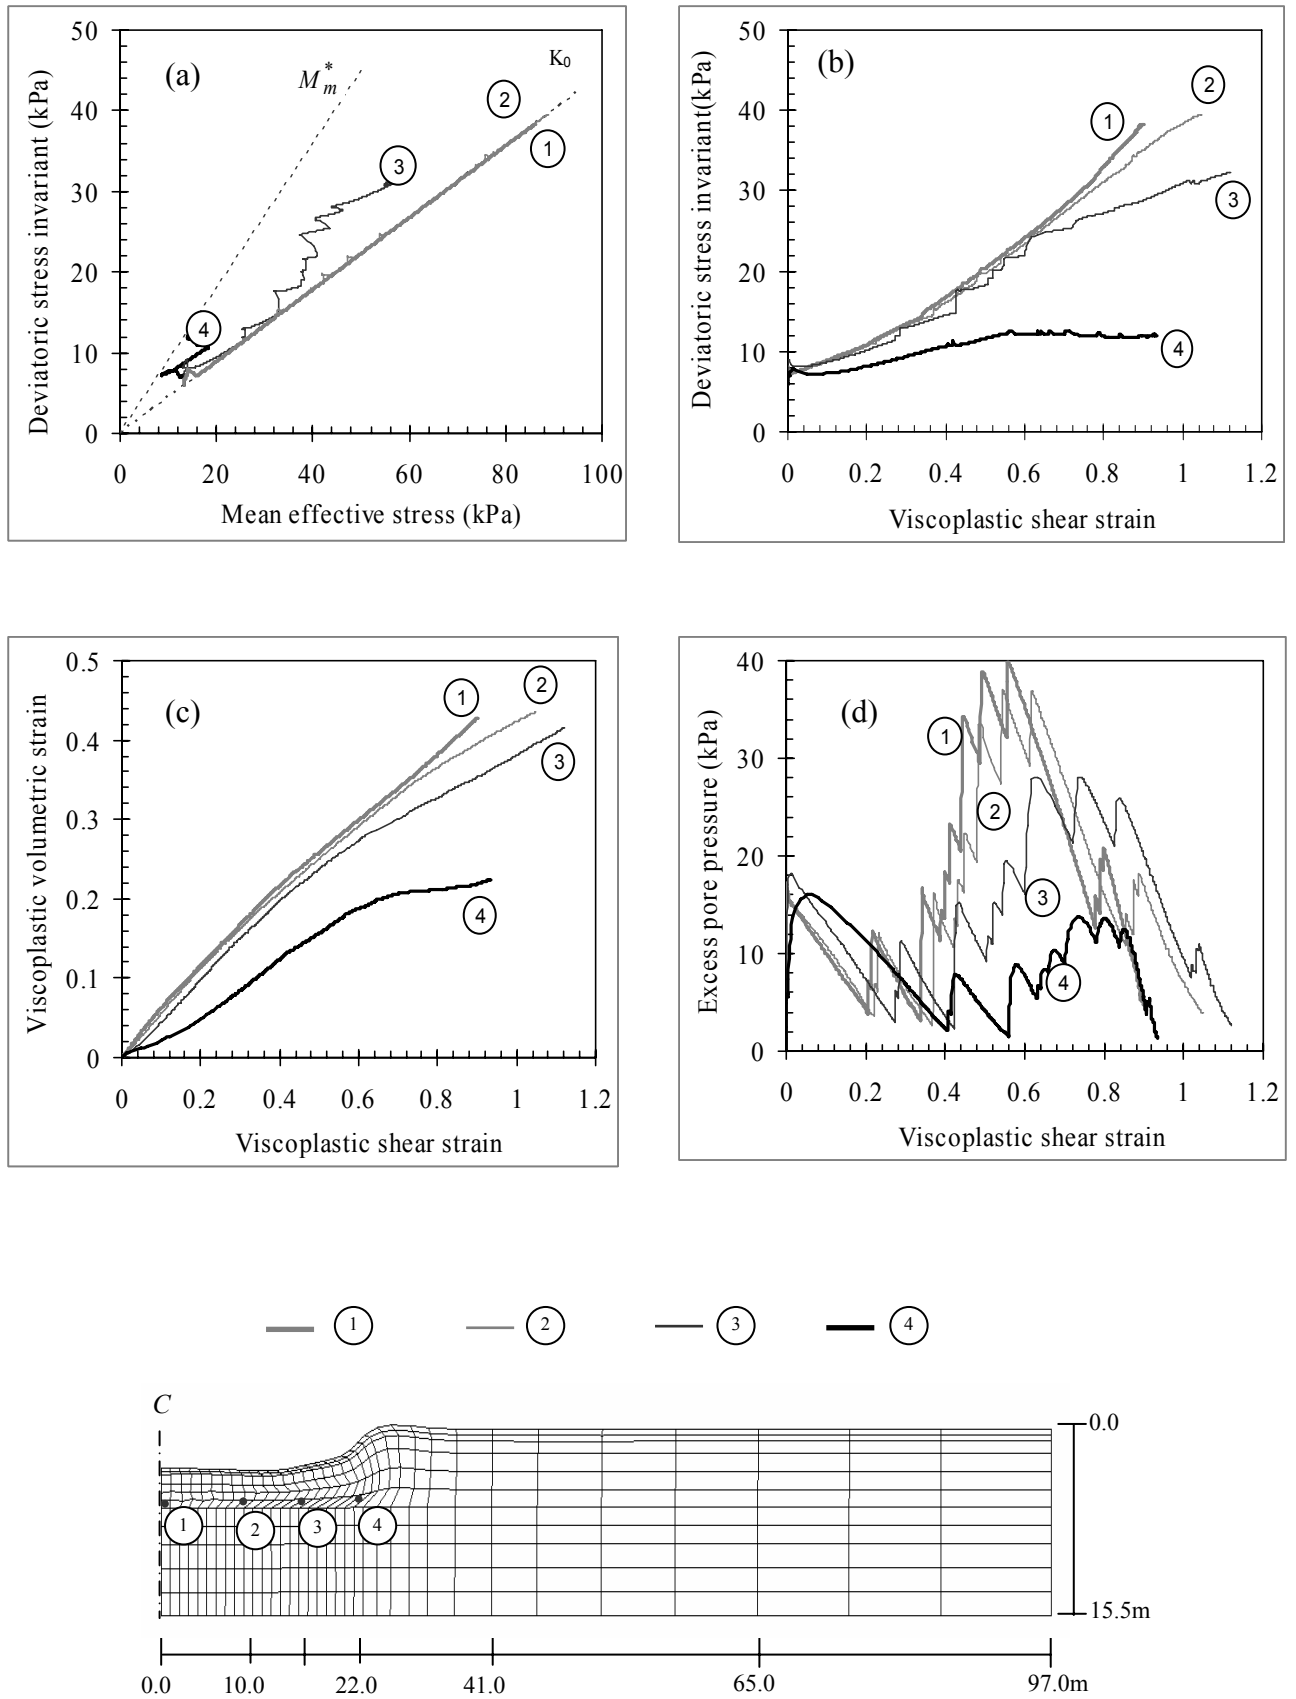 (a)
M*m
K0
50
40
30
20
10
0
0 20 40 60 80 100
Deviatoric stress invariant (kPa)
Mean effective stress (kPa)
1
2
3
4
(b)
50
40
30
20
10
0
0 0.2 0.4 0.6 0.8 1 1.2
Deviatoric stress invariant(kPa)
Viscoplastic shear strain
1
2
3
4
(c)
0.5
0.4
0.3
0.2
0.1
0
0 0.2 0.4 0.6 0.8 1 1.2
Viscoplastic volumetric strain
Viscoplastic shear strain
1
2
3
4
(d)
40
30
20
10
0
0 0.2 0.4 0.6 0.8 1 1.2
Excess pore pressure (kPa)
Viscoplastic shear strain
1
2
3
4
1 2 3 4
C
0.0
1 2 3 4
15.5m
0.0 10.0 22.0 41.0 65.0 97.0m